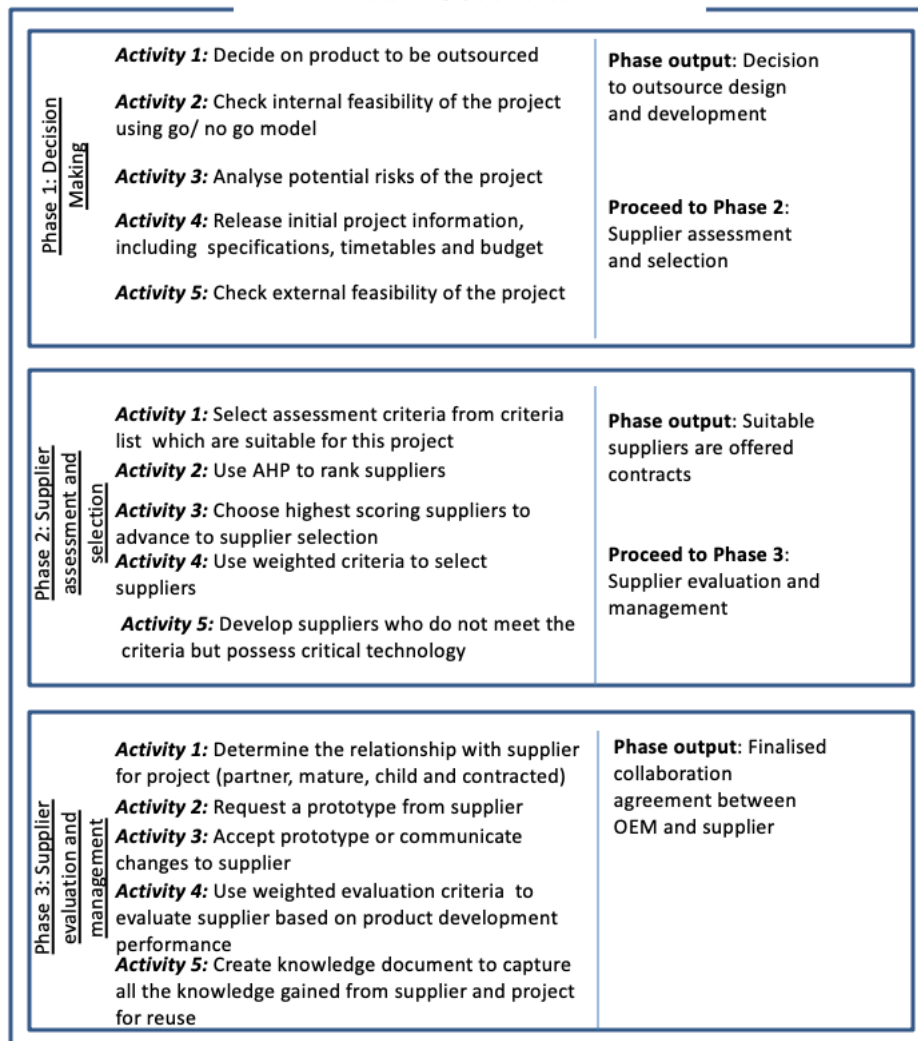 Phase 1: Decision
Making
Activity 1: Decide on product to be outsourced
Activity 2: Check internal feasibility of the project
using go/ no go model
Activity 3: Analyse potential risks of the project
Activity 4: Release initial project information,
including specifications, timetables and budget
Activity 5: Check external feasibility of the project
Phase output: Decision
to outsource design
and development
Proceed to Phase 2:
Supplier assessment
and selection
Phase 2: Supplier
assessment and
selection
Activity 1: Select assessment criteria from criteria
list which are suitable for this project
Activity 2: Use AHP to rank suppliers
Activity 3: Choose highest scoring suppliers to
advance to supplier selection
Activity 4: Use weighted criteria to select
suppliers
Activity 5: Develop suppliers who do not meet the
criteria but possess critical technology
Phase output: Suitable
suppliers are offered
contracts
Proceed to Phase 3:
Supplier evaluation and
management
Phase 3: Supplier
evaluation and
management
Activity 1: Determine the relationship with supplier
for project (partner, mature, child and contracted)
Activity 2: Request a prototype from supplier
Activity 3: Accept prototype or communicate
changes to supplier
Activity 4: Use weighted evaluation criteria to
evaluate supplier based on product development
performance
Activity 5: Create knowledge document to capture
all the knowledge gained from supplier and project
for reuse
Phase output: Finalised
collaboration
agreement between
OEM and supplier